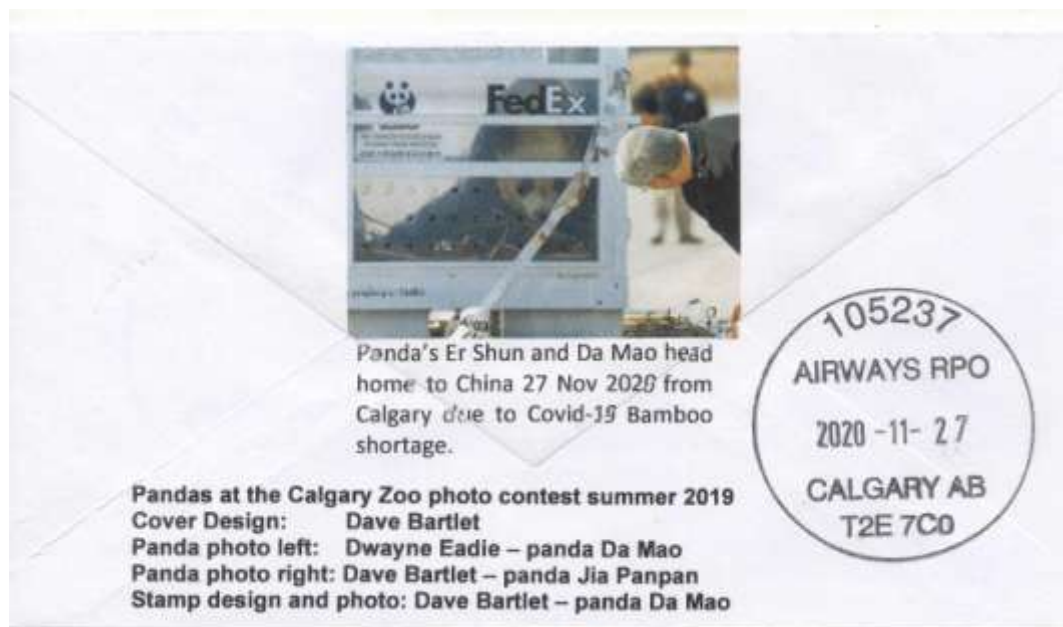 FedEx
Panda's Er Shun and Da Mao head
home to China 27 Nov 2020 from
Calgary due to Covid-19 Bamboo
shortage.
105237
AIRWAYS RPO
2020 -11- 27
CALGARY AB
T2E 7C0
Pandas at the Calgary Zoo photo contest summer 2019
Cover Design: Dave Bartlet
Panda photo left: Dwayne Eadie – panda Da Mao
Panda photo right: Dave Bartlet – panda Jia Panpan
Stamp design and photo: Dave Bartlet – panda Da Mao